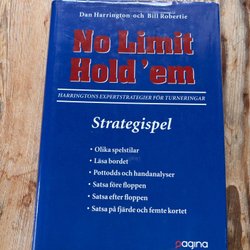 Dan Harrington och Bill Robertie
No Limit
Hold'em
HARRINGTONS EXPERTSTRATEGIER FÖR TURNERINGAR
Strategispel
• Olika spelstilar
• Läsa bordet
• Pottodds och handanalyser
• Satsa före floppen
• Satsa efter floppen
• Satsa på fjärde och femte kortet
pagina